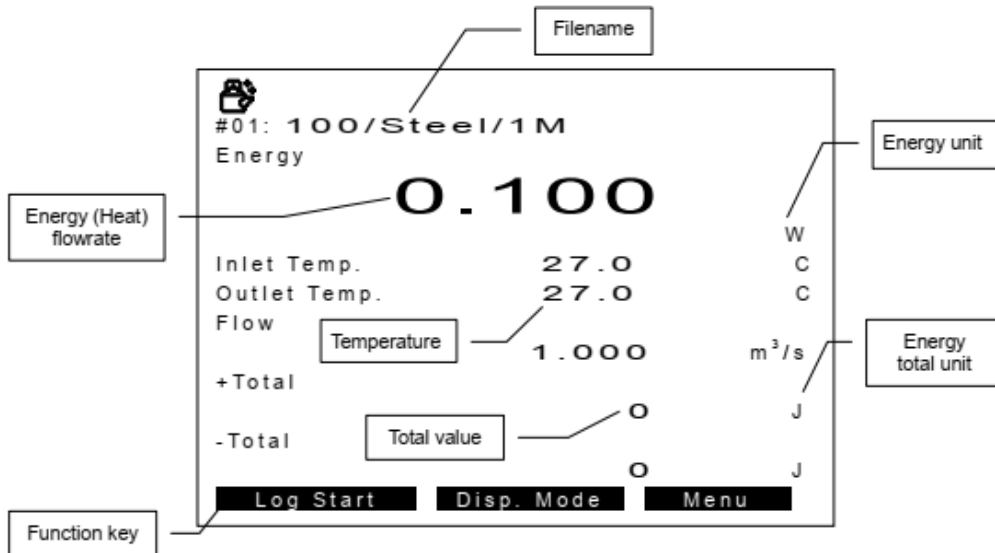 Filename
#01: 100/Steel/1M
Energy
Energy unit
0.100
Energy (Heat)
flowrate
W
Inlet Temp. 27.0 C
Outlet Temp. 27.0 C
Flow
Temperature
1.000 m³/s
Energy
total unit
+Total
0 J
-Total
Total value
0 J
Log Start Disp. Mode Menu
Function key